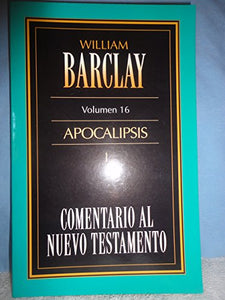 WILLIAM
BARCLAY
Volumen 16
APOCALIPSIS
I
COMENTARIO AL
NUEVO TESTAMENTO